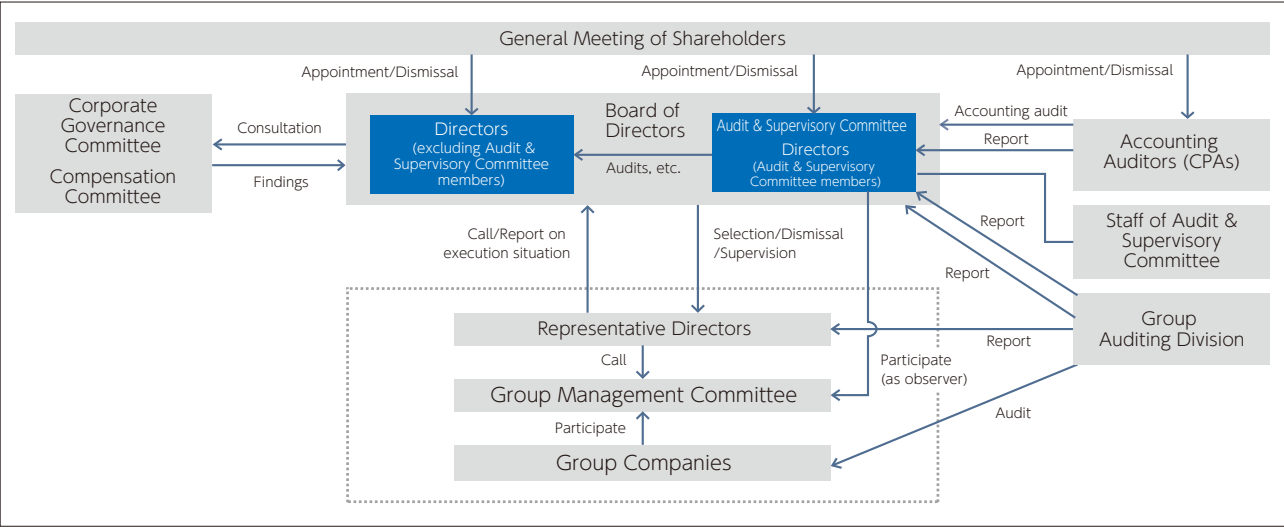 General Meeting of Shareholders
Appointment/Dismissal
Appointment/Dismissal
Appointment/Dismissal
Corporate
Governance
Committee
Compensation
Committee
Consultation
Findings
Board of
Directors
Directors
(excluding Audit &
Supervisory Committee
members)
Audits, etc.
Audit & Supervisory Committee
Directors
(Audit & Supervisory
Committee members)
Accounting audit
Report
Accounting
Auditors (CPAs)
Staff of Audit &
Supervisory
Committee
Report
Report
Call/Report on
execution situation
Selection/Dismissal
/Supervision
Group
Auditing Division
Representative Directors
Report
Call
Participate
(as observer)
Group Management Committee
Participate
Audit
Group Companies